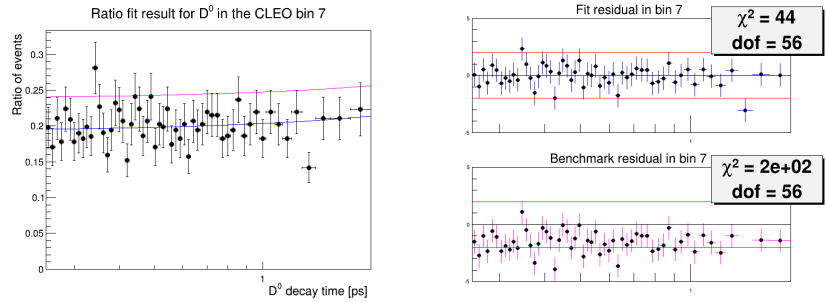 Ratio fit result for D⁰ in the CLEO bin 7
Ratio of events
0.3
0.25
0.2
0.15
0.1
0.05
0
1
D⁰ decay time [ps]
Fit residual in bin 7
χ² = 44
dof = 56
5
0
-5
1
Benchmark residual in bin 7
χ² = 2e+02
dof = 56
5
0
-5
1